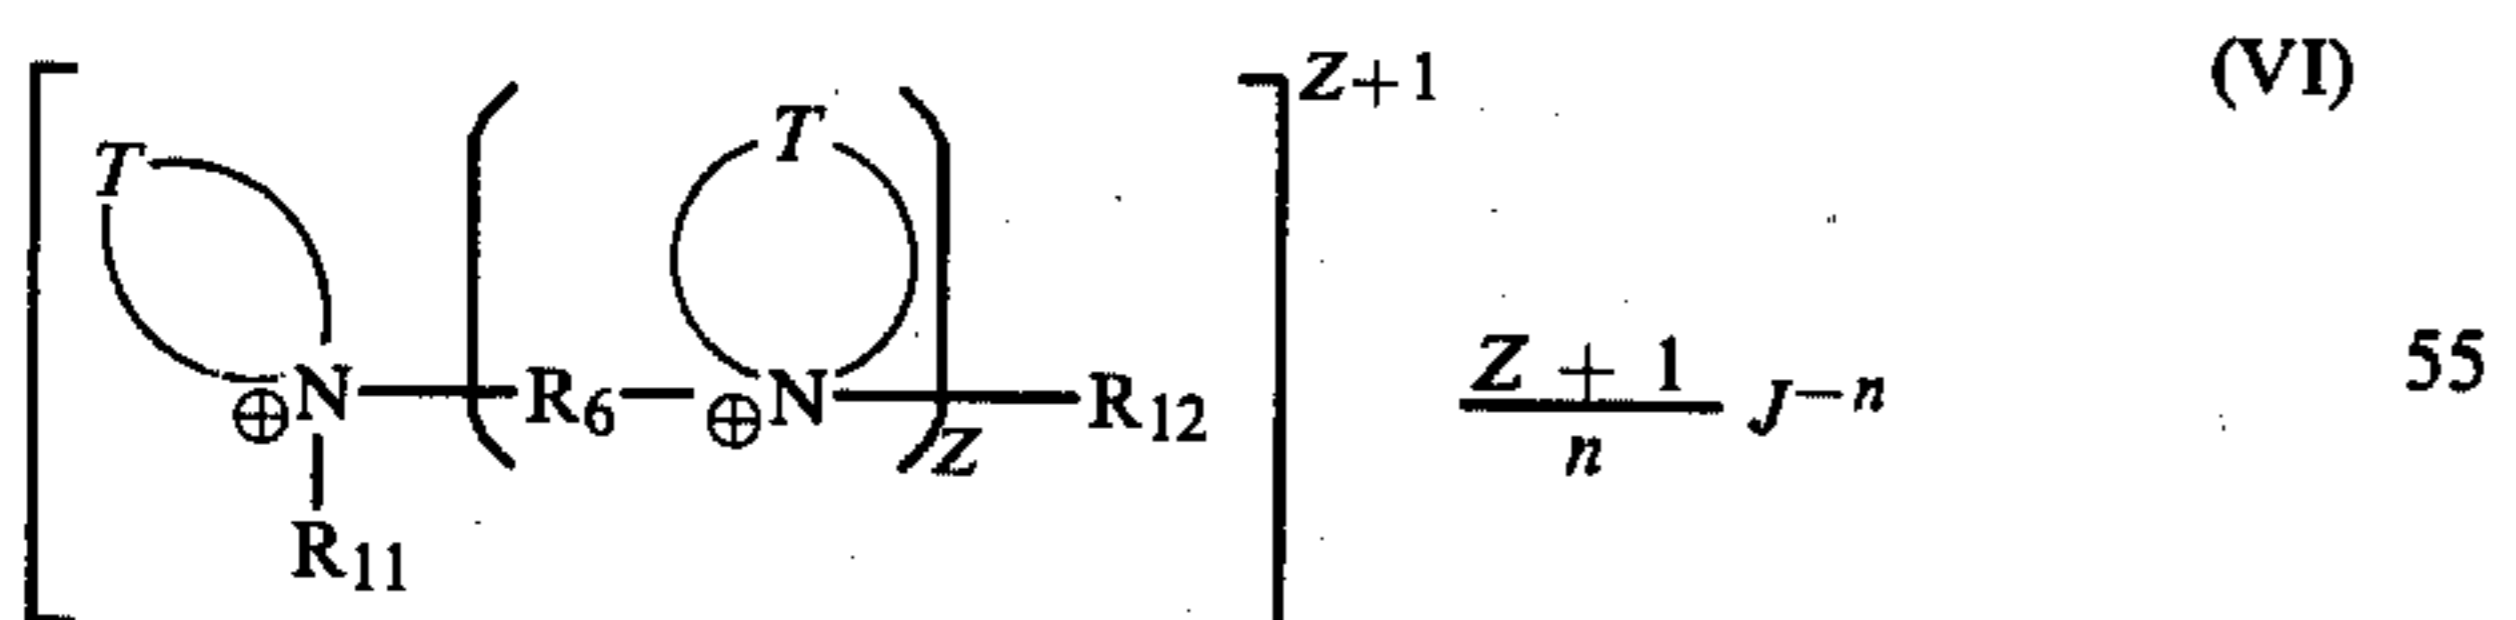 Z+1 (VI)
T T
Z + 1 55
⊕N R6 ⊕N R12 J−n
Z n
R11